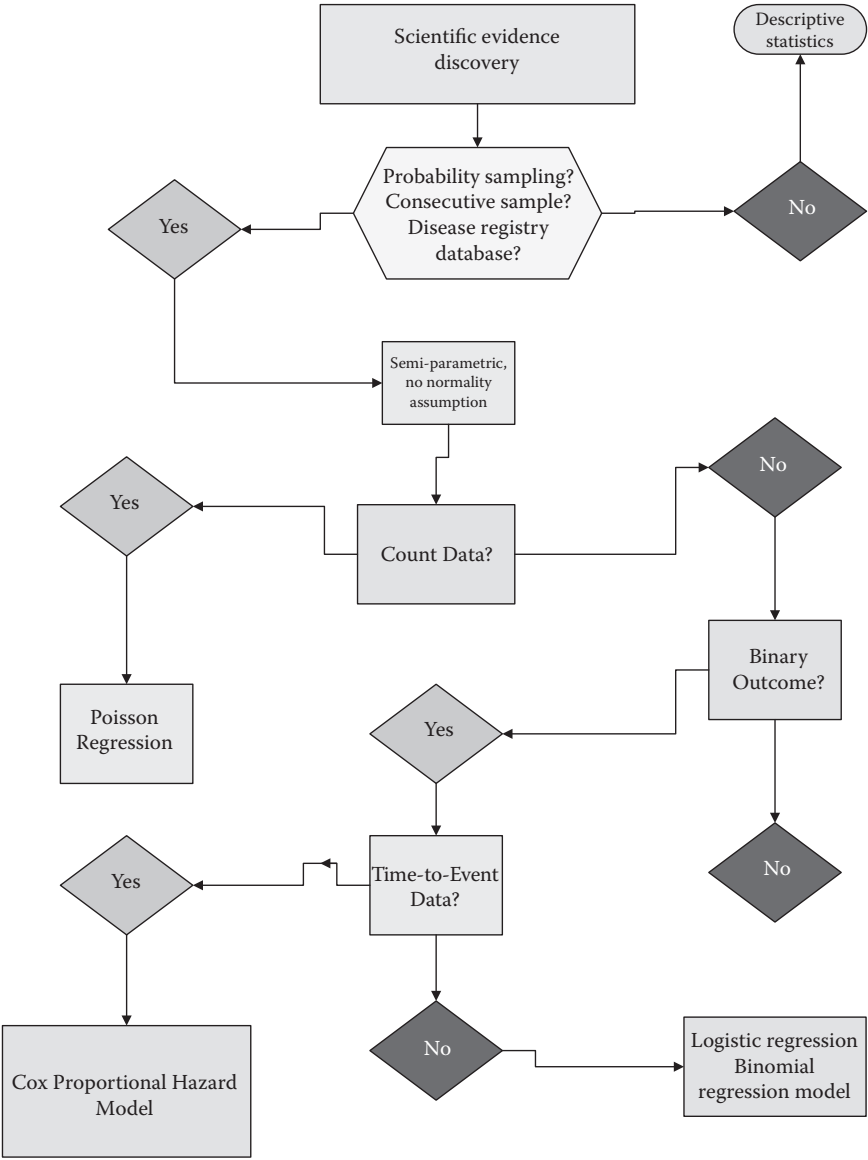 Scientific evidence
discovery
Descriptive
statistics
Probability sampling?
Consecutive sample?
Disease registry
database?
Yes
No
Semi-parametric,
no normality
assumption
Yes
Count Data?
No
Binary
Outcome?
Poisson
Regression
Yes
No
Yes
Time-to-Event
Data?
No
Logistic regression
Binomial
regression model
Cox Proportional Hazard
Model